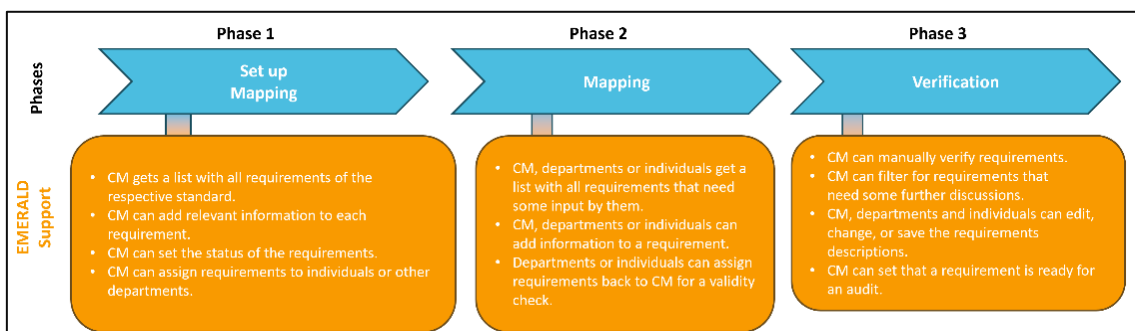 Phase 1
Phase 2
Phase 3
Phases
Set up
Mapping
Mapping
Verification
EMERALD
Support
• CM gets a list with all requirements of the
respective standard.
• CM can add relevant information to each
requirement.
• CM can set the status of the requirements.
• CM can assign requirements to individuals or other
departments.
• CM, departments or individuals get a
list with all requirements that need
some input by them.
• CM, departments or individuals can
add information to a requirement.
• Departments or individuals can assign
requirements back to CM for a validity
check.
• CM can manually verify requirements.
• CM can filter for requirements that
need some further discussions.
• CM, departments and individuals can edit,
change, or save the requirements
descriptions.
• CM can set that a requirement is ready for
an audit.